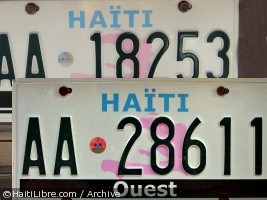 HAÏTI
AA 18253
HAÏTI
AA 28611
Ouest
©HaitiLibre.com / Archive